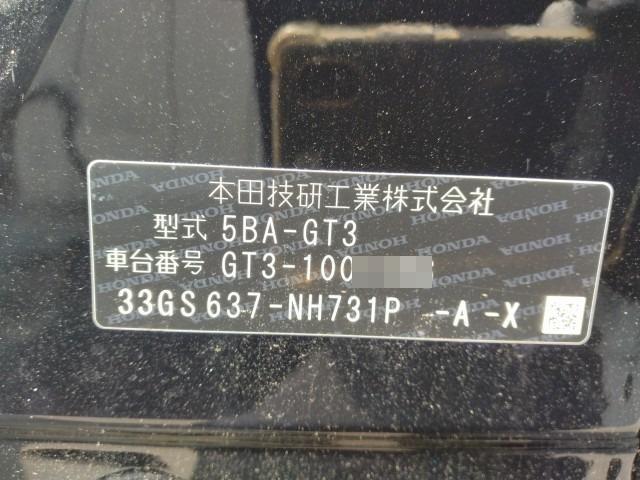 本田技研工業株式会社
型式 5BA-GT3
車台番号 GT3-100
33GS637-NH731P -A -X